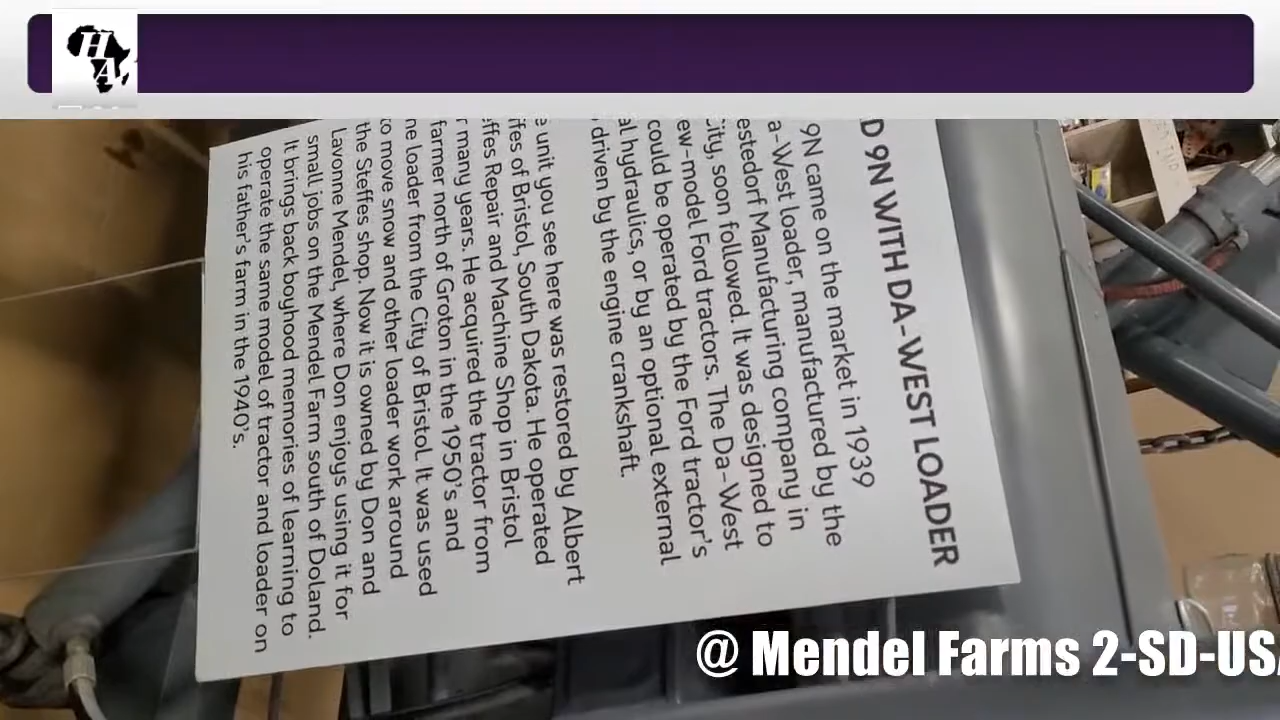 HA
D 9N WITH DA-WEST LOADER
9N came on the market in 1939
a-West loader, manufactured by the
estedorf Manufacturing company in
city, soon followed. It was designed to
ew-model Ford tractors. The Da-West
could be operated by the Ford tractor's
al hydraulics, or by an optional external
, driven by the engine crankshaft.
e unit you see here was restored by Albert
ffes of Bristol, South Dakota. He operated
effes Repair and Machine Shop in Bristol
r many years. He acquired the tractor from
farmer north of Groton in the 1950's and
he loader from the City of Bristol. It was used
to move snow and other loader work around
the Steffes shop. Now it is owned by Don and
Lavonne Mendel, where Don enjoys using it for
small jobs on the Mendel Farm south of Doland.
It brings back boyhood memories of learning to
operate the same model of tractor and loader on
his father's farm in the 1940's.
@ Mendel Farms 2-SD-USA